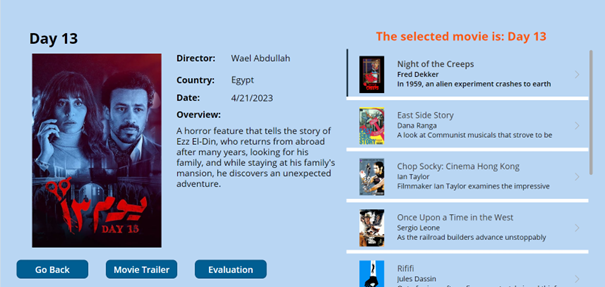 Day 13
Director: Wael Abdullah
Country: Egypt
Date: 4/21/2023
Overview:
A horror feature that tells the story of
Ezz El-Din, who returns from abroad
after many years, looking for his
family, and while staying at his family's
mansion, he discovers an unexpected
adventure.
يوم ١٣
DAY 13
Go Back
Movie Trailer
Evaluation
The selected movie is: Day 13
Night of the Creeps
Fred Dekker
In 1959, an alien experiment crashes to earth
East Side Story
Dana Ranga
A look at Communist musicals that strove to be
Chop Socky: Cinema Hong Kong
Ian Taylor
Filmmaker Ian Taylor examines the impressive
Once Upon a Time in the West
Sergio Leone
As the railroad builders advance unstoppably
Rififi
Jules Dassin